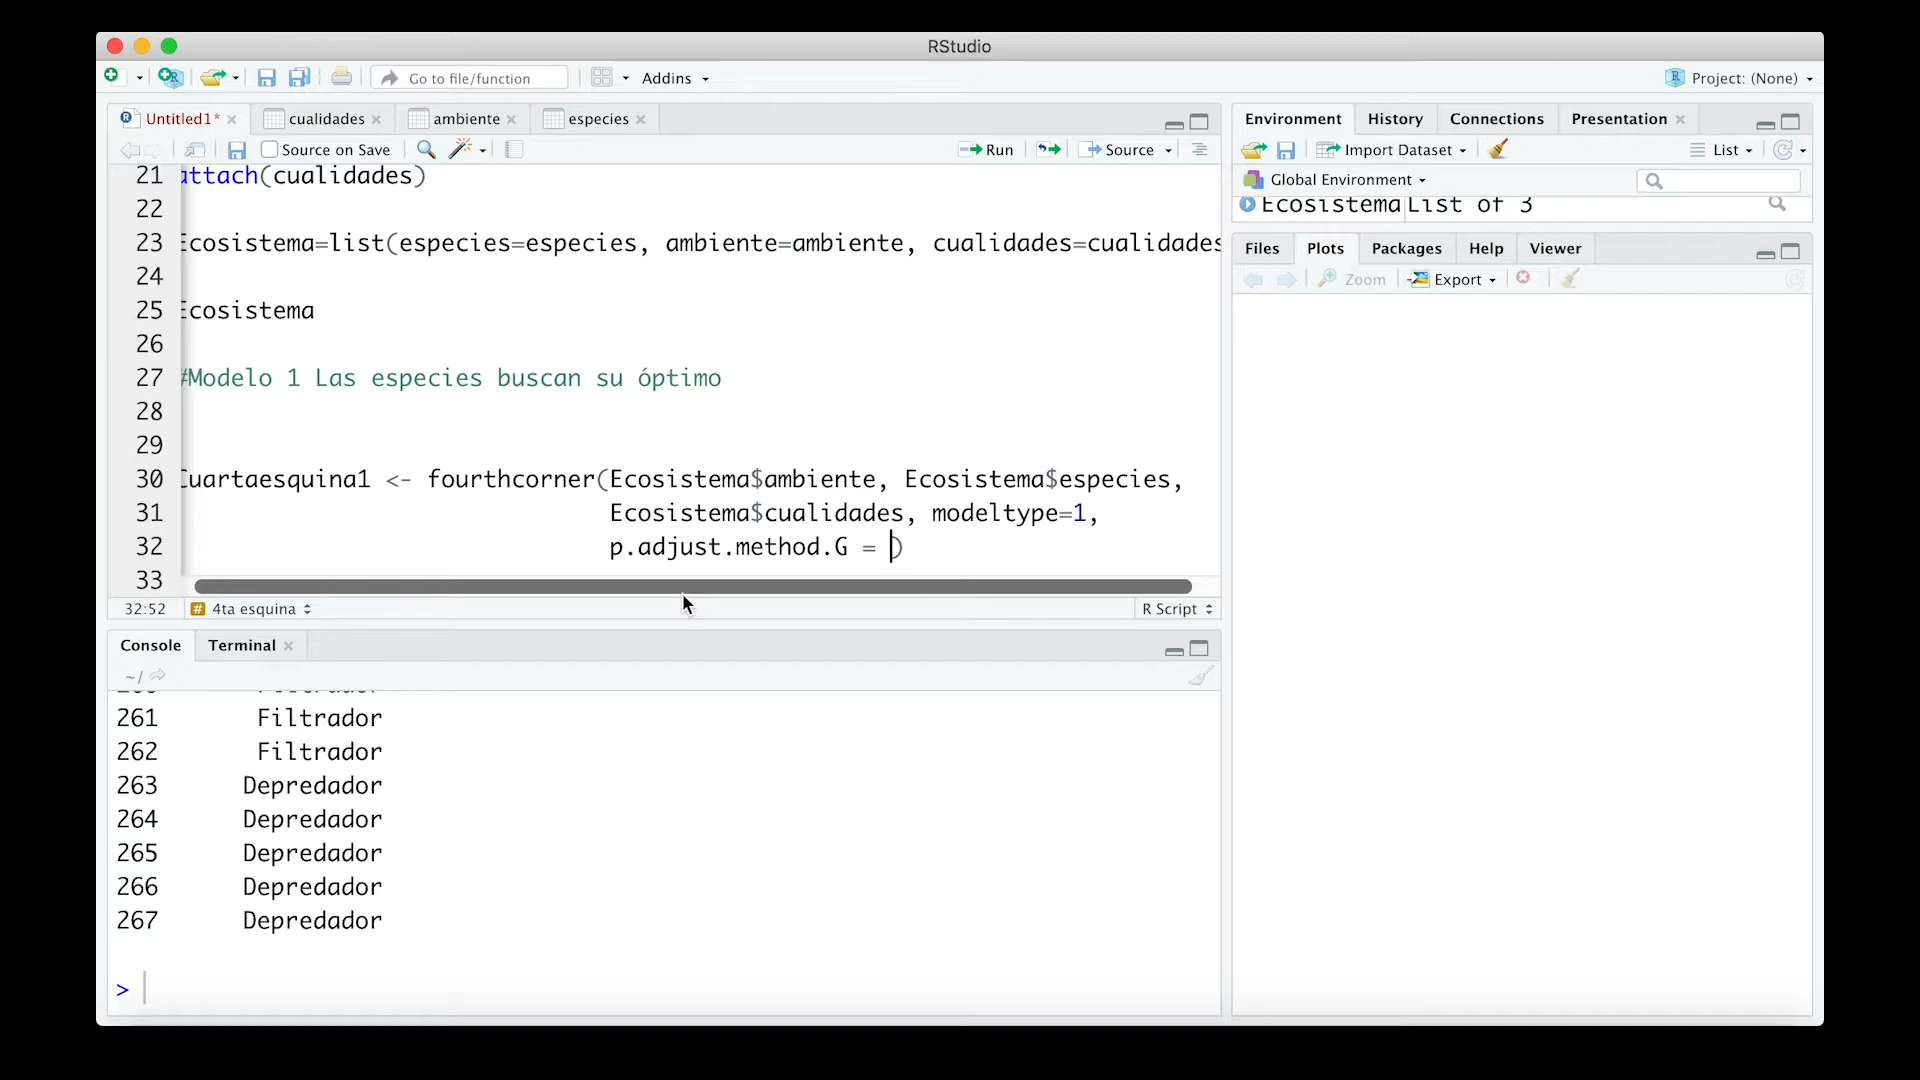 RStudio
Go to file/function
Addins
Project: (None)
Untitled1*
cualidades
ambiente
especies
Source on Save
Run
Source
21 attach(cualidades)
22
23 Ecosistema=list(especies=especies, ambiente=ambiente, cualidades=cualidades
24
25 Ecosistema
26
27 #Modelo 1 Las especies buscan su óptimo
28
29
30 Cuartaesquina1 <- fourthcorner(Ecosistema$ambiente, Ecosistema$especies,
31 Ecosistema$cualidades, modeltype=1,
32 p.adjust.method.G = )
33
32:52
# 4ta esquina
R Script
Console
Terminal
~/
261 Filtrador
262 Filtrador
263 Depredador
264 Depredador
265 Depredador
266 Depredador
267 Depredador
>
Environment
History
Connections
Presentation
Import Dataset
List
Global Environment
Ecosistema List of 3
Files
Plots
Packages
Help
Viewer
Zoom
Export